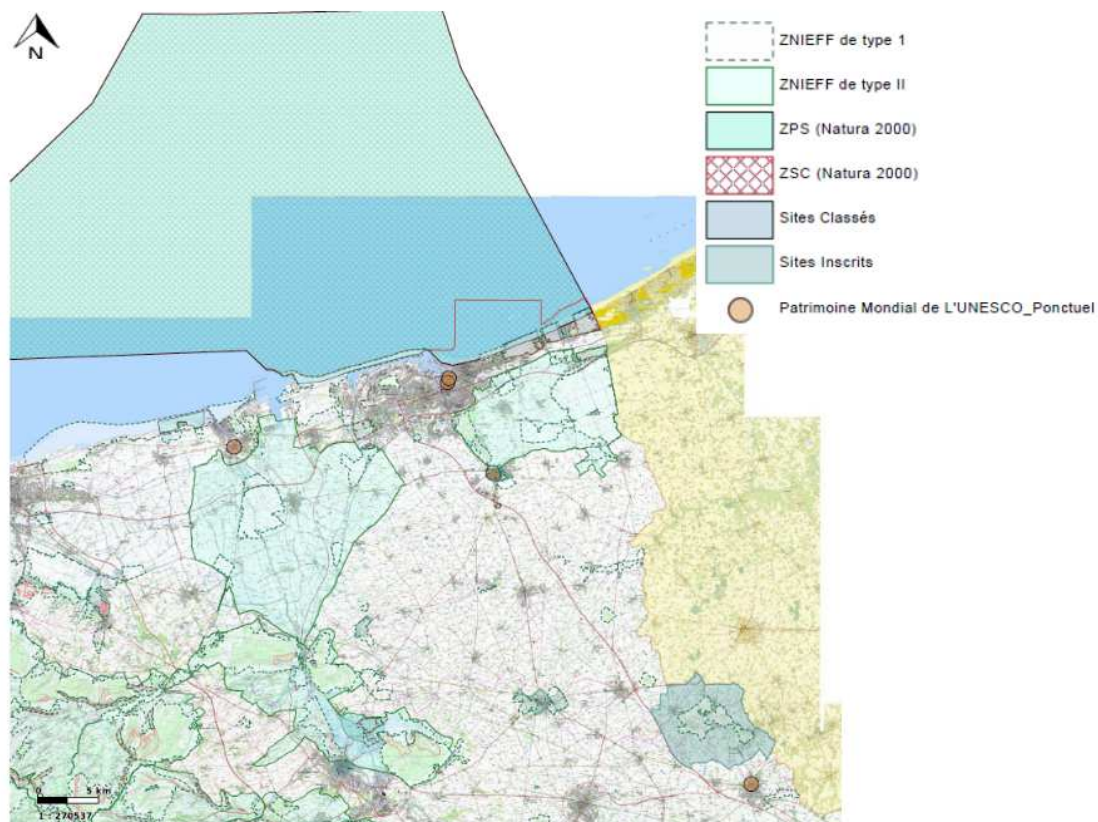 N
ZNIEFF de type 1
ZNIEFF de type II
ZPS (Natura 2000)
ZSC (Natura 2000)
Sites Classés
Sites Inscrits
Patrimoine Mondial de L'UNESCO_Ponctuel
0 5 km
1 : 270537